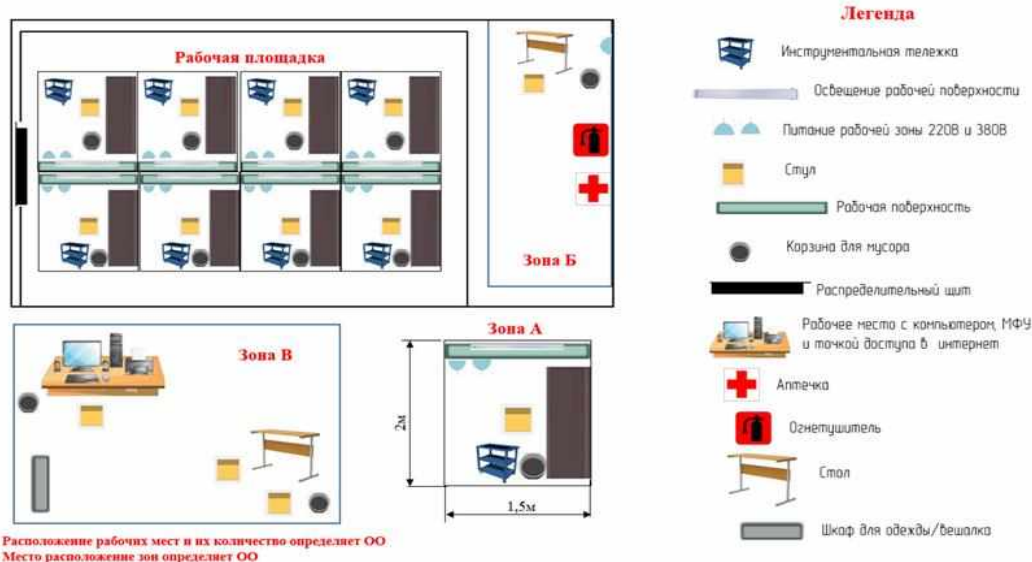 Рабочая площадка
Зона Б
Зона В
Зона А
2м
1,5м
Расположение рабочих мест и их количество определяет ОО
Место расположение зон определяет ОО
Легенда
Инструментальная тележка
Освещение рабочей поверхности
Питание рабочей зоны 220В и 380В
Стул
Рабочая поверхность
Корзина для мусора
Распределительный щит
Рабочее место с компьютером, МФУ
и точкой доступа в интернет
Аптечка
Огнетушитель
Стол
Шкаф для одежды/вешалка